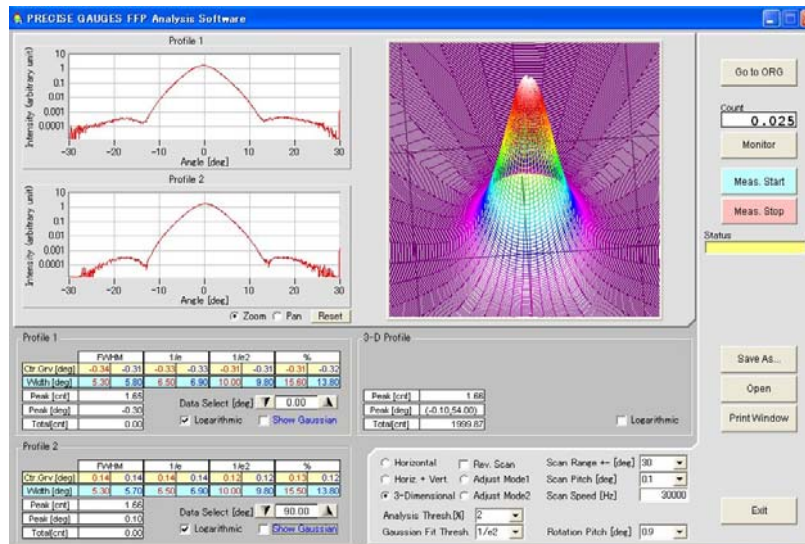 PRECISE GAUGES FFP Analysis Software
Profile 1
Intensity (arbitrary unit)
10
1
0.1
0.01
0.001
0.0001
-30 -20 -10 0 10 20 30
Angle [deg]
Profile 2
Intensity (arbitrary unit)
10
1
0.1
0.01
0.001
0.0001
-30 -20 -10 0 10 20 30
Angle [deg]
Zoom Pan Reset
Go to ORG
Count
0.025
Monitor
Meas. Start
Meas. Stop
Status
Profile 1
FWHM 1/e 1/e2 %
Ctr.Grv [deg] -0.34 -0.31 -0.33 -0.33 -0.31 -0.31 -0.31 -0.32
Width [deg] 5.30 5.80 6.50 6.90 10.00 9.80 15.60 13.80
Peak [cnt] 1.65
Peak [deg] -0.30
Total[cnt] 0.00
Data Select [deg] 0.00
Logarithmic Show Gaussian
3-D Profile
Peak [cnt] 1.66
Peak [deg] (-0.10,54.00)
Total[cnt] 1999.87
Logarithmic
Save As...
Open
Print Window
Profile 2
FWHM 1/e 1/e2 %
Ctr.Grv [deg] 0.14 0.14 0.14 0.14 0.12 0.12 0.13 0.12
Width [deg] 5.30 5.70 6.50 6.90 10.00 9.80 15.50 13.80
Peak [cnt] 1.66
Peak [deg] 0.10
Total[cnt] 0.00
Data Select [deg] 90.00
Logarithmic Show Gaussian
Horizontal Rev. Scan Scan Range +- [deg] 30
Horiz. + Vert. Adjust Mode1 Scan Pitch [deg] 0.1
3-Dimensional Adjust Mode2 Scan Speed [Hz] 30000
Analysis Thresh.[%] 2
Gaussian Fit Thresh. 1/e2 Rotation Pitch [deg] 0.9
Exit